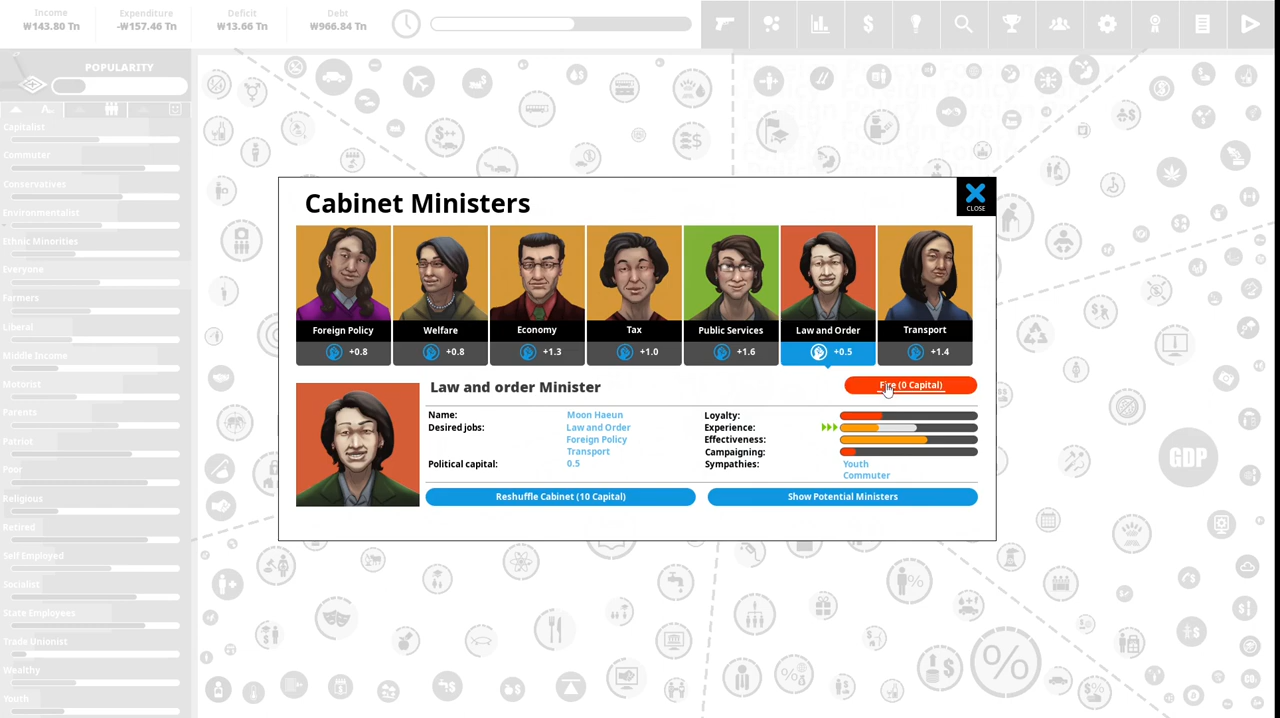 Income Expenditure Deficit Debt
₩143.80 Tn -₩157.46 Tn ₩13.66 Tn ₩966.84 Tn
POPULARITY
Capitalist
Commuter
Conservatives
Environmentalist
Ethnic Minorities
Everyone
Farmers
Liberal
Middle Income
Motorist
Parents
Patriot
Poor
Religious
Retired
Self Employed
Socialist
State Employees
Trade Unionist
Wealthy
Youth
Cabinet Ministers
CLOSE
Foreign Policy Welfare Economy Tax Public Services Law and Order Transport
+0.8 +0.8 +1.3 +1.0 +1.6 +0.5 +1.4
Law and order Minister
Fire (0 Capital)
Name: Moon Haeun
Desired jobs: Law and Order
Foreign Policy
Transport
Political capital: 0.5
Loyalty:
Experience:
Effectiveness:
Campaigning:
Sympathies: Youth
Commuter
Reshuffle Cabinet (10 Capital) Show Potential Ministers
GDP